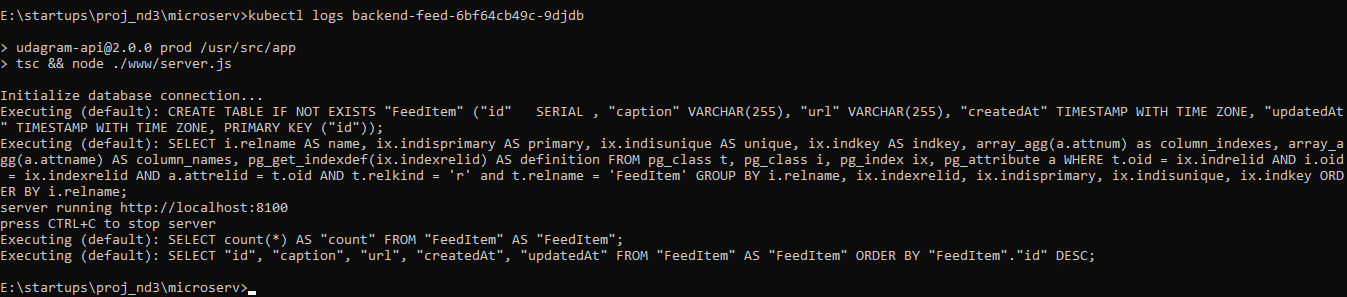 E:\startups\proj_nd3\microserv>kubectl logs backend-feed-6bf64cb49c-9djdb
> udagram-api@2.0.0 prod /usr/src/app
> tsc && node ./www/server.js
Initialize database connection...
Executing (default): CREATE TABLE IF NOT EXISTS "FeedItem" ("id"   SERIAL , "caption" VARCHAR(255), "url" VARCHAR(255), "createdAt" TIMESTAMP WITH TIME ZONE, "updatedAt
" TIMESTAMP WITH TIME ZONE, PRIMARY KEY ("id"));
Executing (default): SELECT i.relname AS name, ix.indisprimary AS primary, ix.indisunique AS unique, ix.indkey AS indkey, array_agg(a.attnum) as column_indexes, array_a
gg(a.attname) AS column_names, pg_get_indexdef(ix.indexrelid) AS definition FROM pg_class t, pg_class i, pg_index ix, pg_attribute a WHERE t.oid = ix.indrelid AND i.oid
 = ix.indexrelid AND a.attrelid = t.oid AND t.relkind = 'r' and t.relname = 'FeedItem' GROUP BY i.relname, ix.indexrelid, ix.indisprimary, ix.indisunique, ix.indkey ORD
ER BY i.relname;
server running http://localhost:8100
press CTRL+C to stop server
Executing (default): SELECT count(*) AS "count" FROM "FeedItem" AS "FeedItem";
Executing (default): SELECT "id", "caption", "url", "createdAt", "updatedAt" FROM "FeedItem" AS "FeedItem" ORDER BY "FeedItem"."id" DESC;
E:\startups\proj_nd3\microserv>